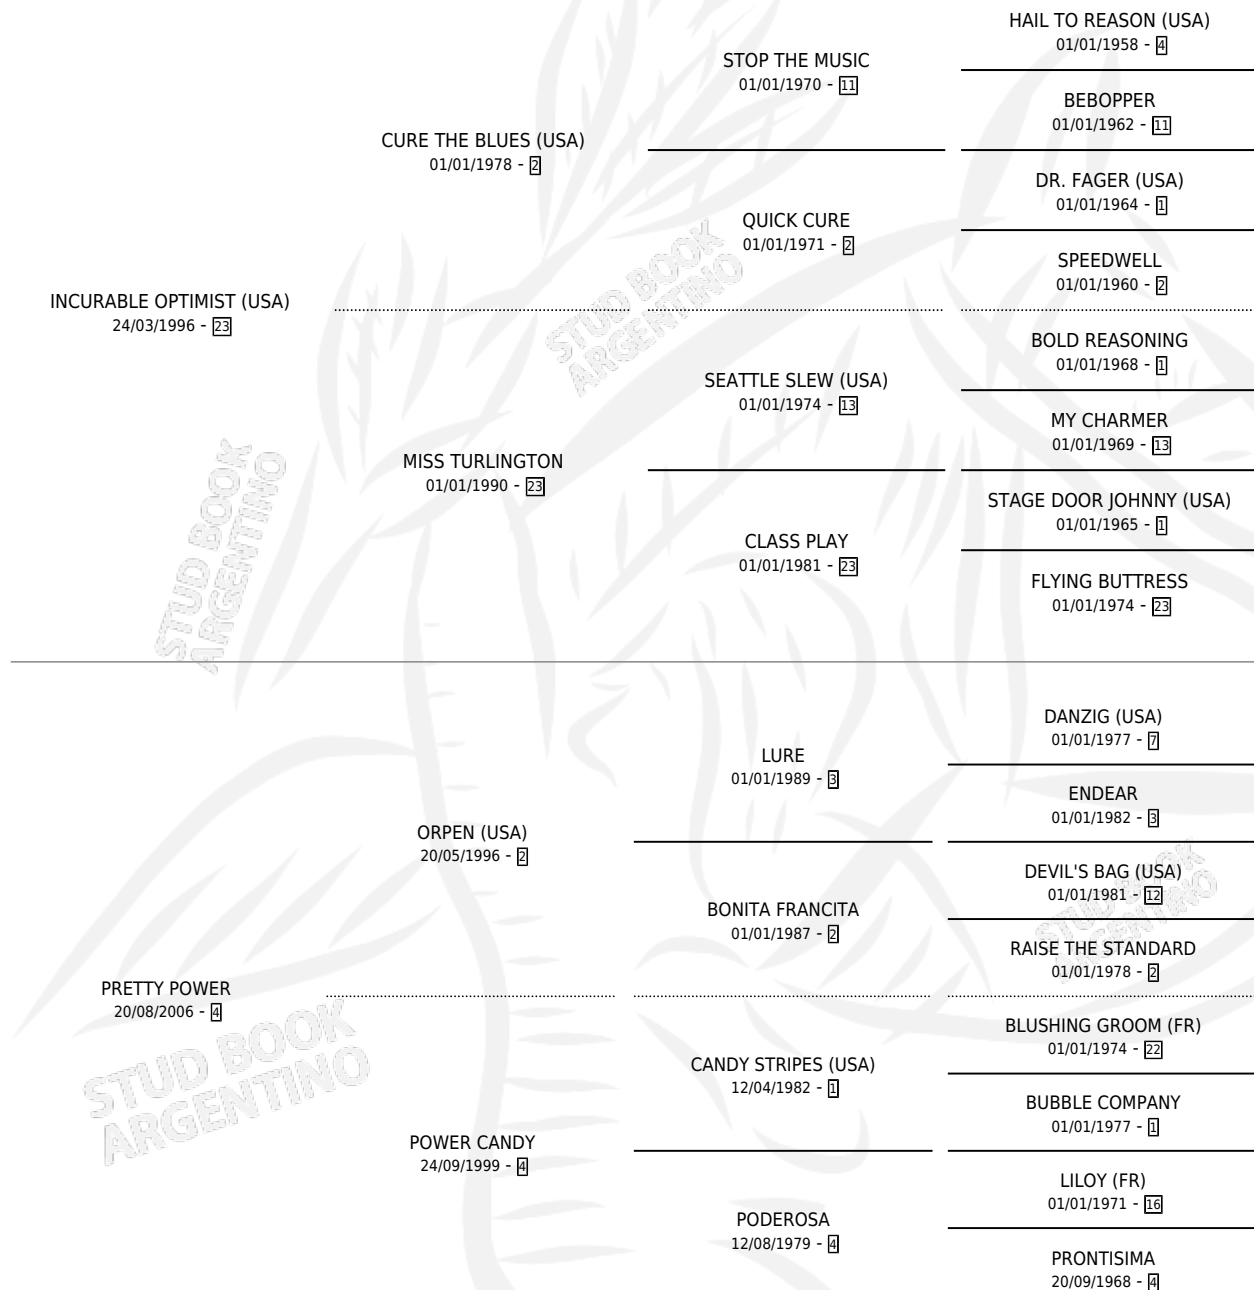 HAIL TO REASON (USA)
01/01/1958 - 4
STOP THE MUSIC
01/01/1970 - 11
BEBOPPER
01/01/1962 - 11
CURE THE BLUES (USA)
01/01/1978 - 2
DR. FAGER (USA)
01/01/1964 - 1
QUICK CURE
01/01/1971 - 2
SPEEDWELL
01/01/1960 - 2
INCURABLE OPTIMIST (USA)
24/03/1996 - 23
BOLD REASONING
01/01/1968 - 1
SEATTLE SLEW (USA)
01/01/1974 - 13
MY CHARMER
01/01/1969 - 13
MISS TURLINGTON
01/01/1990 - 23
STAGE DOOR JOHNNY (USA)
01/01/1965 - 1
CLASS PLAY
01/01/1981 - 23
FLYING BUTTRESS
01/01/1974 - 23
DANZIG (USA)
01/01/1977 - 7
LURE
01/01/1989 - 3
ENDEAR
01/01/1982 - 3
ORPEN (USA)
20/05/1996 - 2
DEVIL'S BAG (USA)
01/01/1981 - 12
BONITA FRANCITA
01/01/1987 - 2
RAISE THE STANDARD
01/01/1978 - 2
PRETTY POWER
20/08/2006 - 4
BLUSHING GROOM (FR)
01/01/1974 - 22
CANDY STRIPES (USA)
12/04/1982 - 1
BUBBLE COMPANY
01/01/1977 - 1
POWER CANDY
24/09/1999 - 4
LILOY (FR)
01/01/1971 - 16
PODEROSA
12/08/1979 - 4
PRONTISIMA
20/09/1968 - 4
STUD BOOK
ARGENTINO
STUD BOOK
ARGENTINO
STUD BOOK
ARGENTINO
STUD BOOK
ARGENTINO